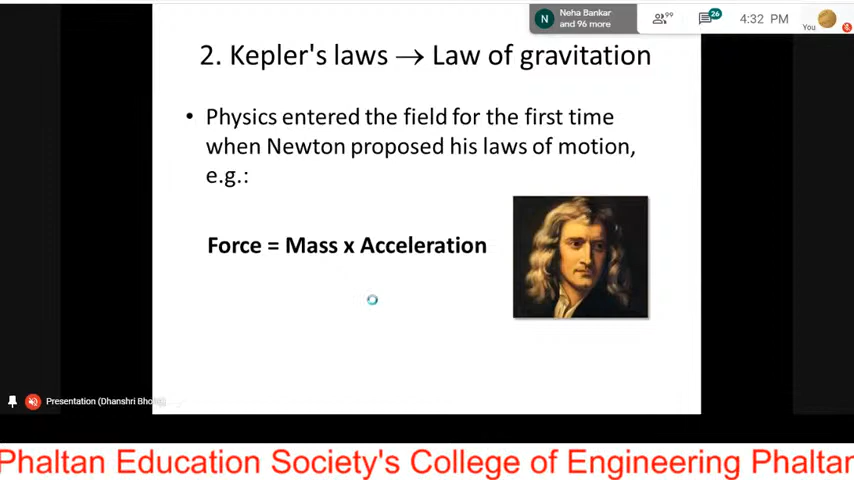 Neha Bankar
and 96 more
N
99
26
4:32 PM
You
2. Kepler's laws → Law of gravitation
• Physics entered the field for the first time
when Newton proposed his laws of motion,
e.g.:
Force = Mass x Acceleration
Presentation (Dhanshri
Phaltan Education Society's College of Engineering Phaltan